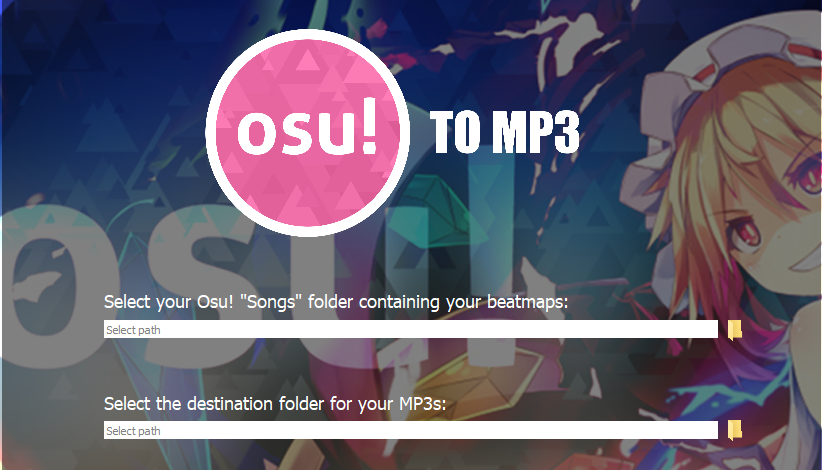 osu!
TO MP3
osu!
Select your Osu! "Songs" folder containing your beatmaps:
Select path
Select the destination folder for your MP3s:
Select path